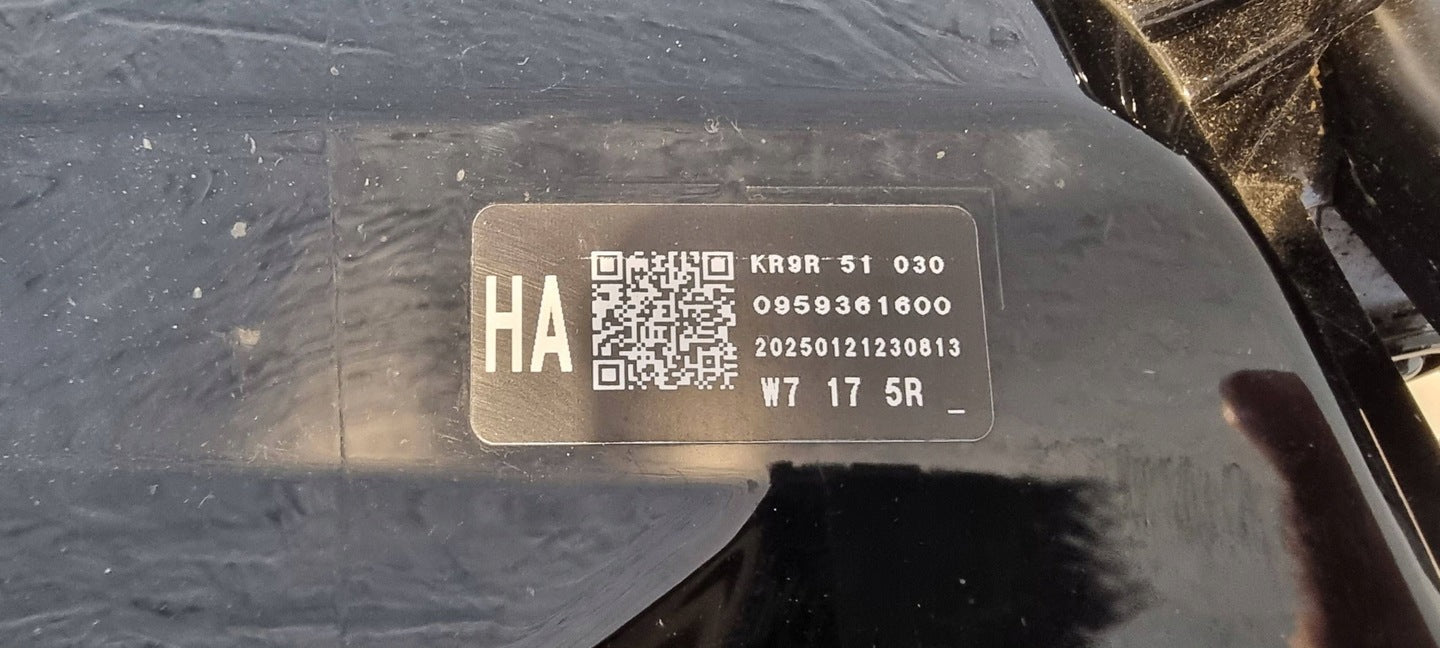 HA
KR9R 51 030
0959361600
20250121230813
W7 17 5R _